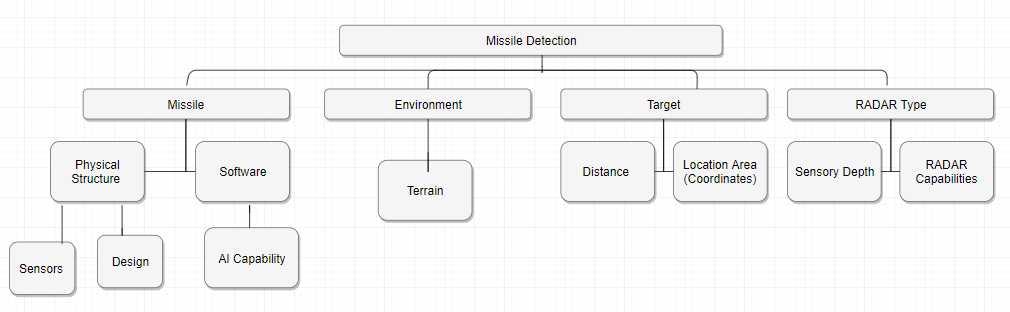 Missile Detection
Missile
Environment
Target
RADAR Type
Physical
Structure
Software
Terrain
Distance
Location Area
(Coordinates)
Sensory Depth
RADAR
Capabilities
Sensors
Design
AI Capability